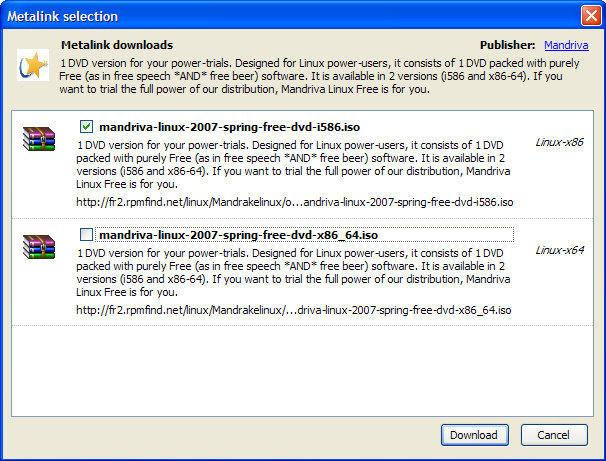 Metalink selection
Metalink downloads
Publisher: Mandriva
1 DVD version for your power-trials. Designed for Linux power-users, it consists of 1 DVD packed with purely
Free (as in free speech *AND* free beer) software. It is available in 2 versions (i586 and x86-64). If you
want to trial the full power of our distribution, Mandriva Linux Free is for you.
mandriva-linux-2007-spring-free-dvd-i586.iso
Linux-x86
1 DVD version for your power-trials. Designed for Linux power-users, it consists of 1 DVD
packed with purely Free (as in free speech *AND* free beer) software. It is available in 2
versions (i586 and x86-64). If you want to trial the full power of our distribution, Mandriva
Linux Free is for you.
http://fr2.rpmfind.net/linux/Mandrakelinux/o...andriva-linux-2007-spring-free-dvd-i586.iso
mandriva-linux-2007-spring-free-dvd-x86_64.iso
Linux-x64
1 DVD version for your power-trials. Designed for Linux power-users, it consists of 1 DVD
packed with purely Free (as in free speech *AND* free beer) software. It is available in 2
versions (i586 and x86-64). If you want to trial the full power of our distribution, Mandriva
Linux Free is for you.
http://fr2.rpmfind.net/linux/Mandrakelinux/...driva-linux-2007-spring-free-dvd-x86_64.iso
Download
Cancel